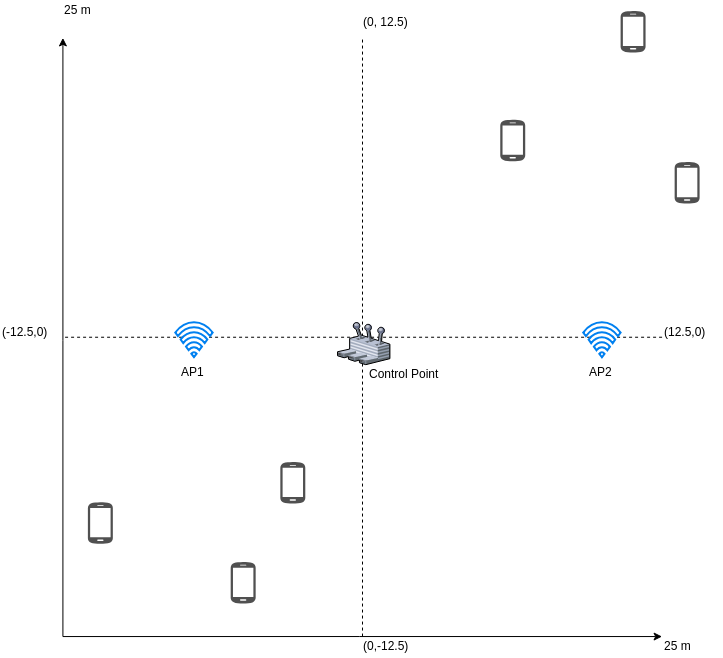 25 m
(0, 12.5)
(-12.5,0)
(12.5,0)
AP1
Control Point
AP2
(0,-12.5)
25 m